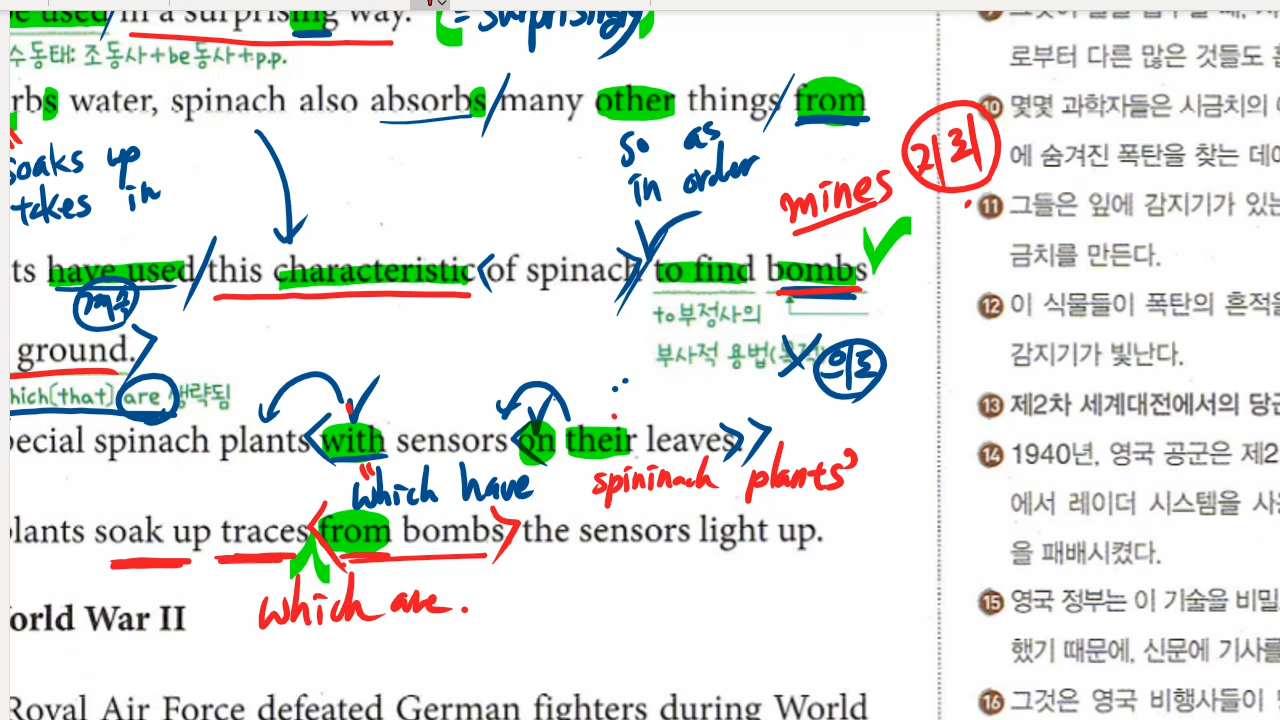 be used in a surprising way. (= surprisingly)
수동태: 조동사+be동사+p.p.
rbs water, spinach also absorbs many other things from
soaks up
takes in
so as
in order
mines 지뢰
ts have used this characteristic of spinach to find bombs
계속
to부정사의
부사적 용법(목적)
의도
ground.
hich(that) are 생략됨
pecial spinach plants with sensors on their leaves.
which have
spininach plants'
plants soak up traces from bombs, the sensors light up.
which are.
orld War II
Royal Air Force defeated German fighters during World
로부터 다른 많은 것들도
⑩ 몇몇 과학자들은 시금치의
에 숨겨진 폭탄을 찾는 데
⑪ 그들은 잎에 감지기가 있는
금치를 만든다.
⑫ 이 식물들이 폭탄의 흔적을
감지기가 빛난다.
⑬ 제2차 세계대전에서의 당근
⑭ 1940년, 영국 공군은 제2
에서 레이더 시스템을 사
을 패배시켰다.
⑮ 영국 정부는 이 기술을 비밀
했기 때문에, 신문에 기사를
⑯ 그것은 영국 비행사들이